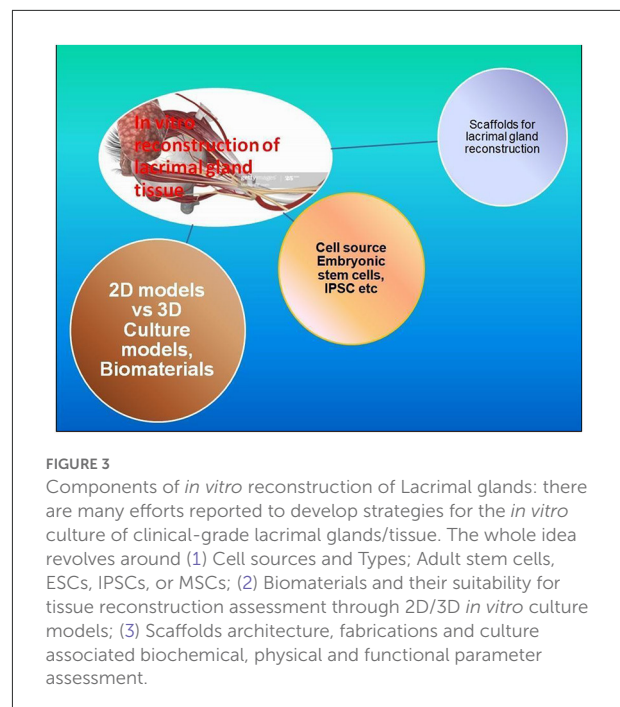 In vitro
reconstruction of
lacrimal gland
tissue
gettyimages
Scaffolds for
lacrimal gland
reconstruction
Cell source
Embryonic
stem cells,
IPSC etc
2D models
vs 3D
Culture
models,
Biomaterials
FIGURE 3
Components of in vitro reconstruction of Lacrimal glands: there
are many efforts reported to develop strategies for the in vitro
culture of clinical-grade lacrimal glands/tissue. The whole idea
revolves around (1) Cell sources and Types; Adult stem cells,
ESCs, IPSCs, or MSCs; (2) Biomaterials and their suitability for
tissue reconstruction assessment through 2D/3D in vitro culture
models; (3) Scaffolds architecture, fabrications and culture
associated biochemical, physical and functional parameter
assessment.